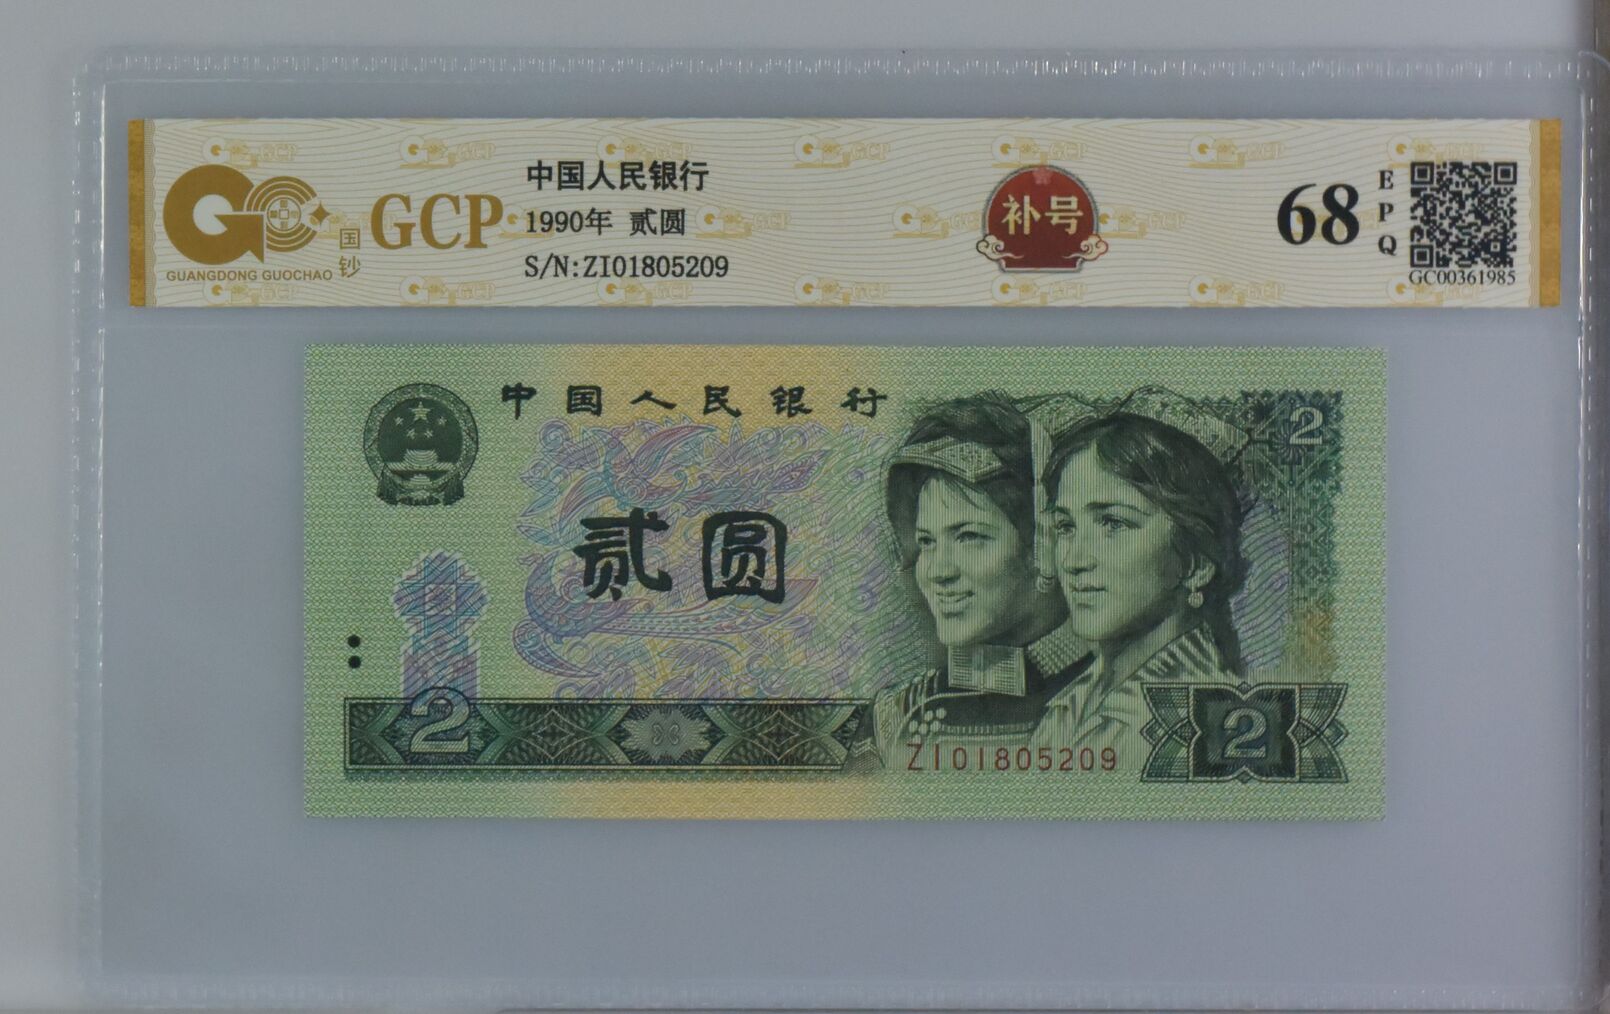 GCP
国钞
GUANGDONG GUOCHAO
中国人民银行
1990年 贰圆
S/N:ZI01805209
补号
68
EPQ
GC00361985
中国人民银行
2
贰圆
2
ZI01805209
2